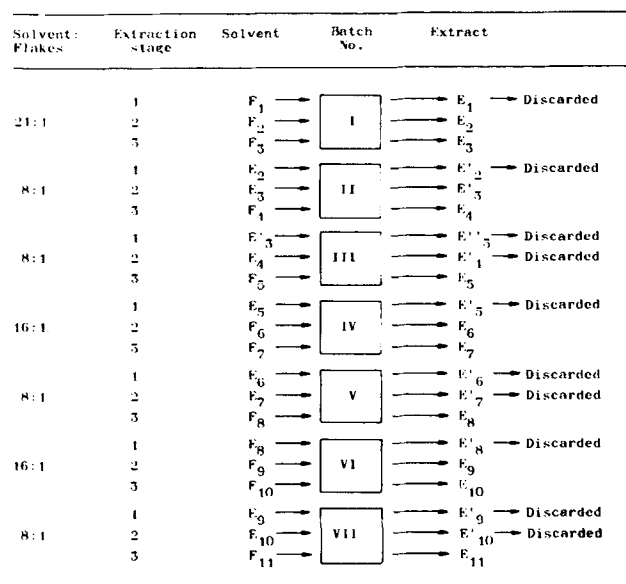 Solvent: Flakes Extraction stage Solvent Batch No. Extract
1 F₁ → → E₁ → Discarded
24:1 2 F₂ → I → E₂
3 F₃ → → E₃
1 E₂ → → E'₂ → Discarded
8:1 2 E₃ → II → E'₃
3 F₄ → → E₄
1 E'₃ → → E''₃ → Discarded
8:1 2 E₄ → III → E'₄ → Discarded
3 F₅ → → E₅
1 E₅ → → E'₅ → Discarded
16:1 2 F₆ → IV → E₆
3 F₇ → → E₇
1 E₆ → → E'₆ → Discarded
8:1 2 E₇ → V → E'₇ → Discarded
3 F₈ → → E₈
1 E₈ → → E'₈ → Discarded
16:1 2 F₉ → VI → E₉
3 F₁₀ → → E₁₀
1 E₉ → → E'₉ → Discarded
8:1 2 E₁₀ → VII → E'₁₀ → Discarded
3 F₁₁ → → E₁₁